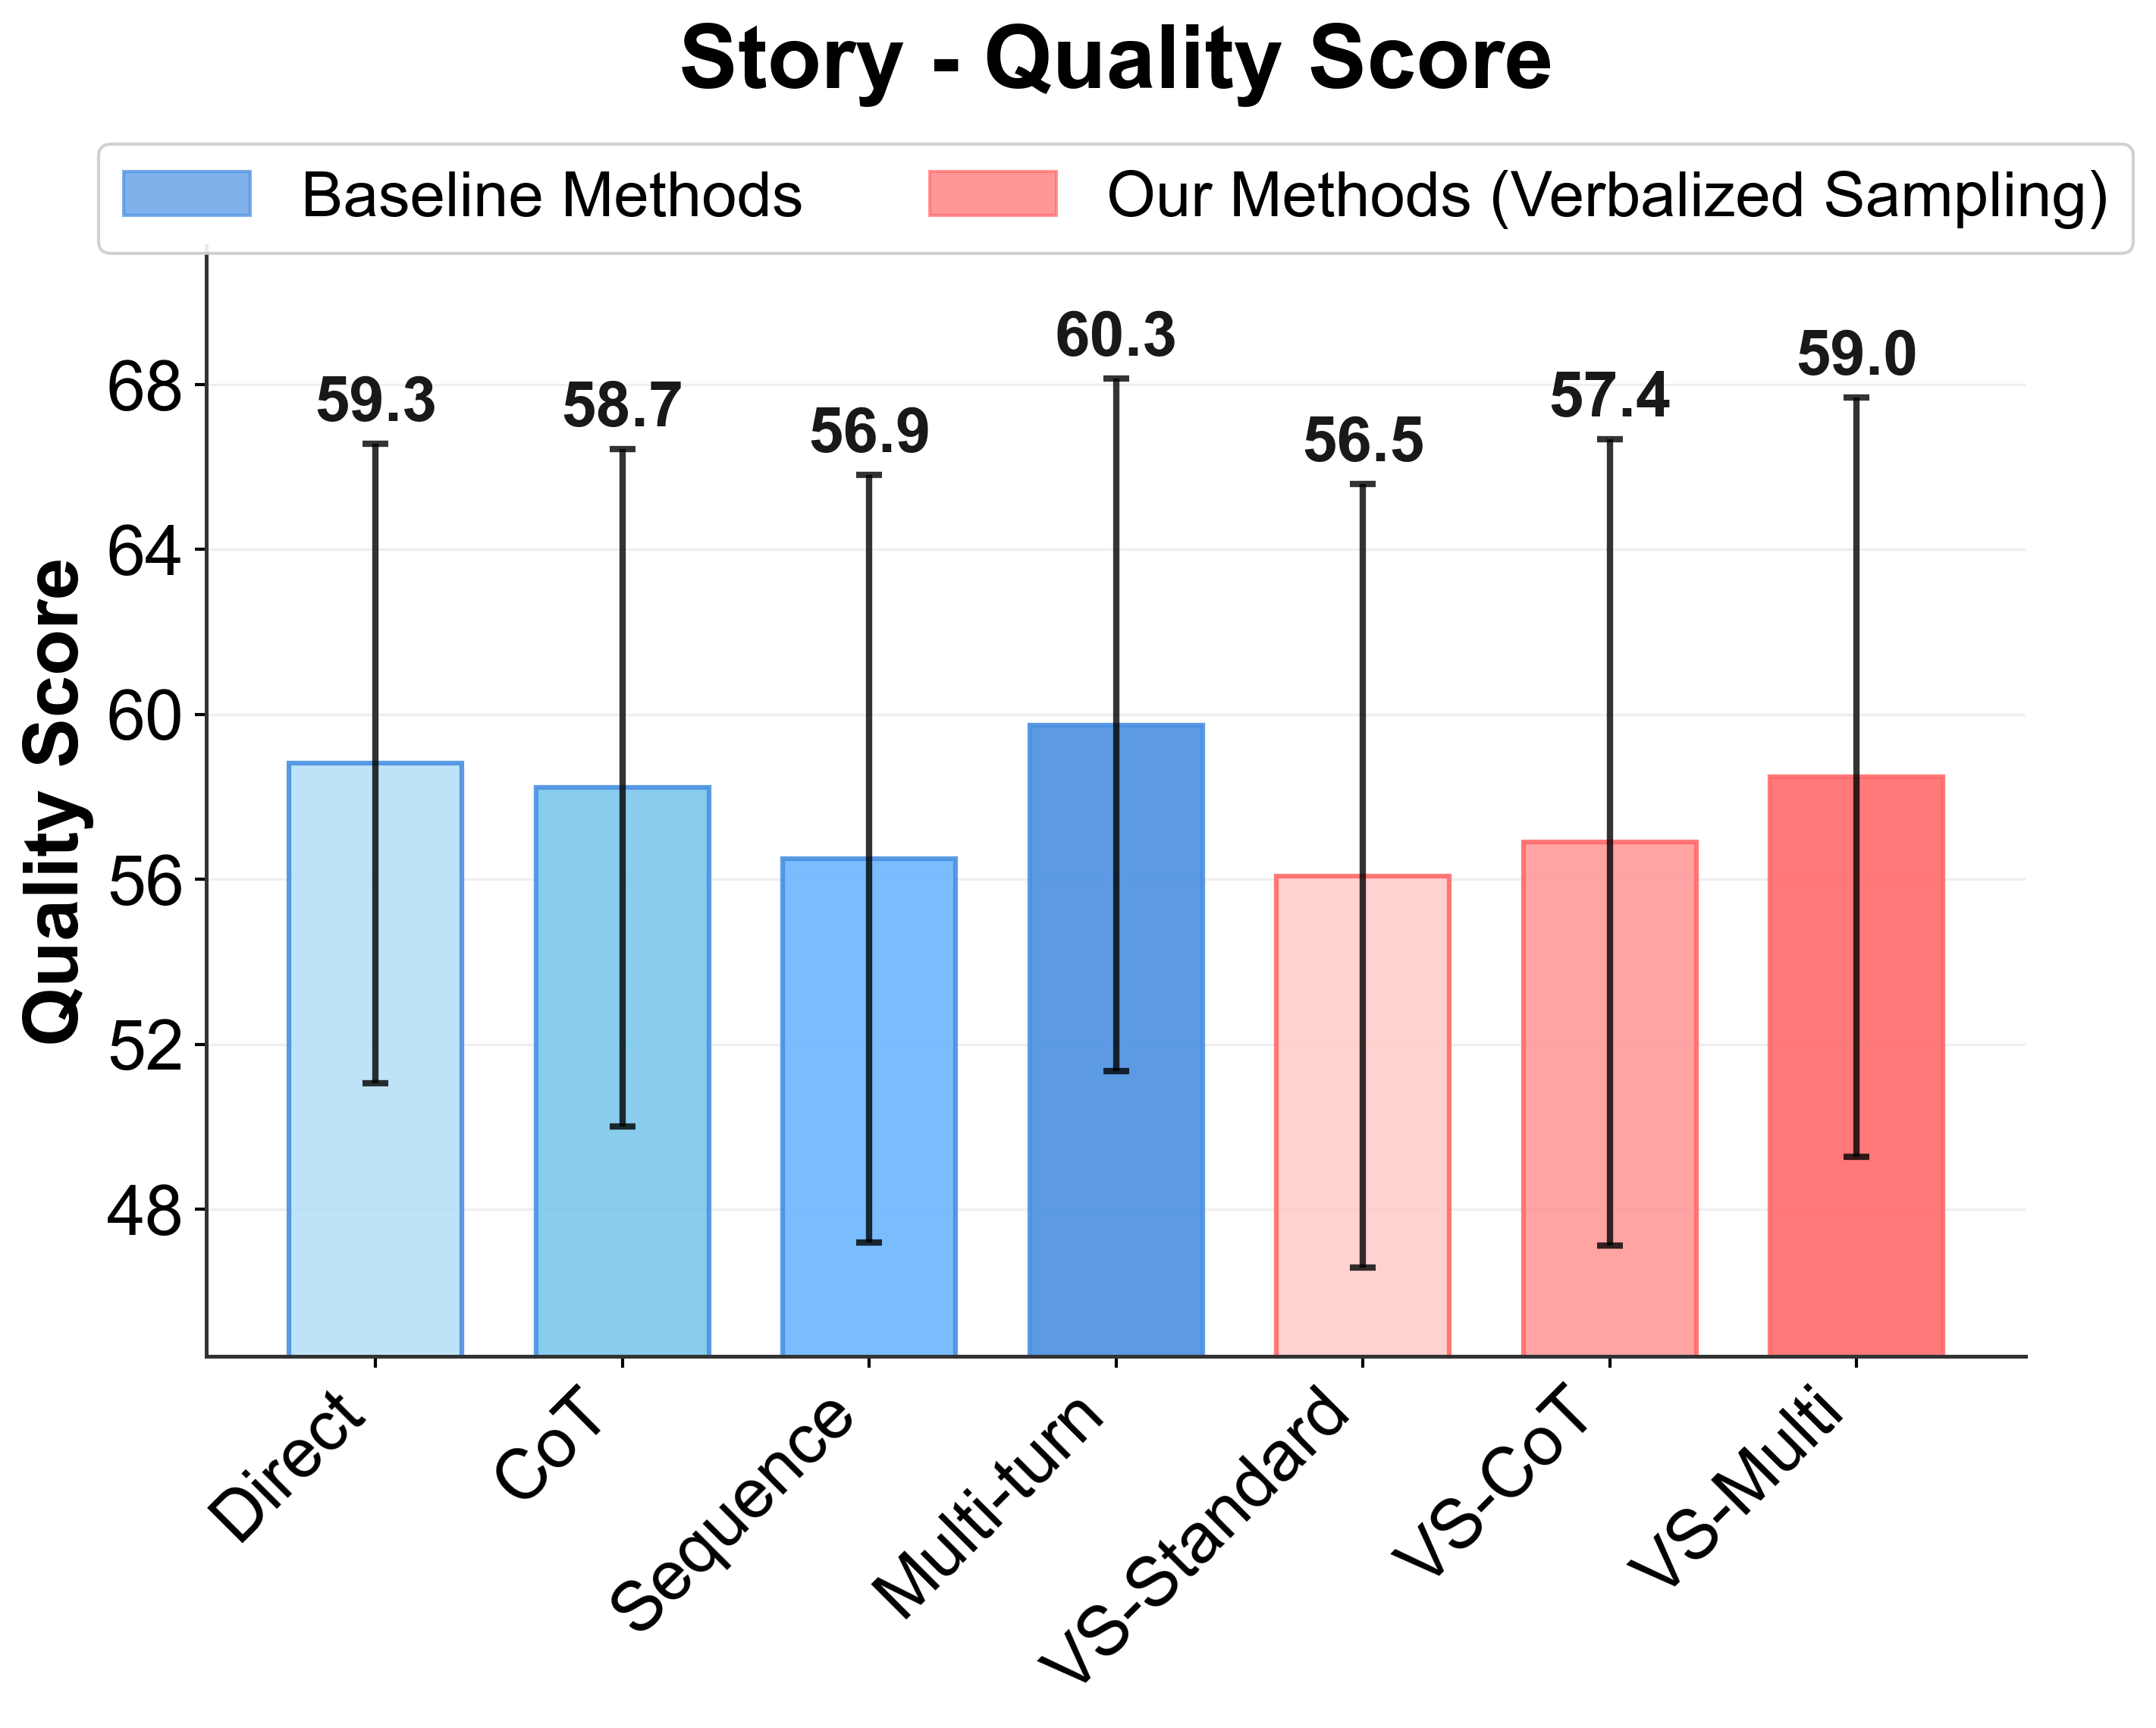 Story - Quality Score
Baseline Methods
Our Methods (Verbalized Sampling)
Quality Score
68
64
60
56
52
48
59.3
58.7
56.9
60.3
56.5
57.4
59.0
Direct
CoT
Sequence
Multi-turn
VS-Standard
VS-CoT
VS-Multi